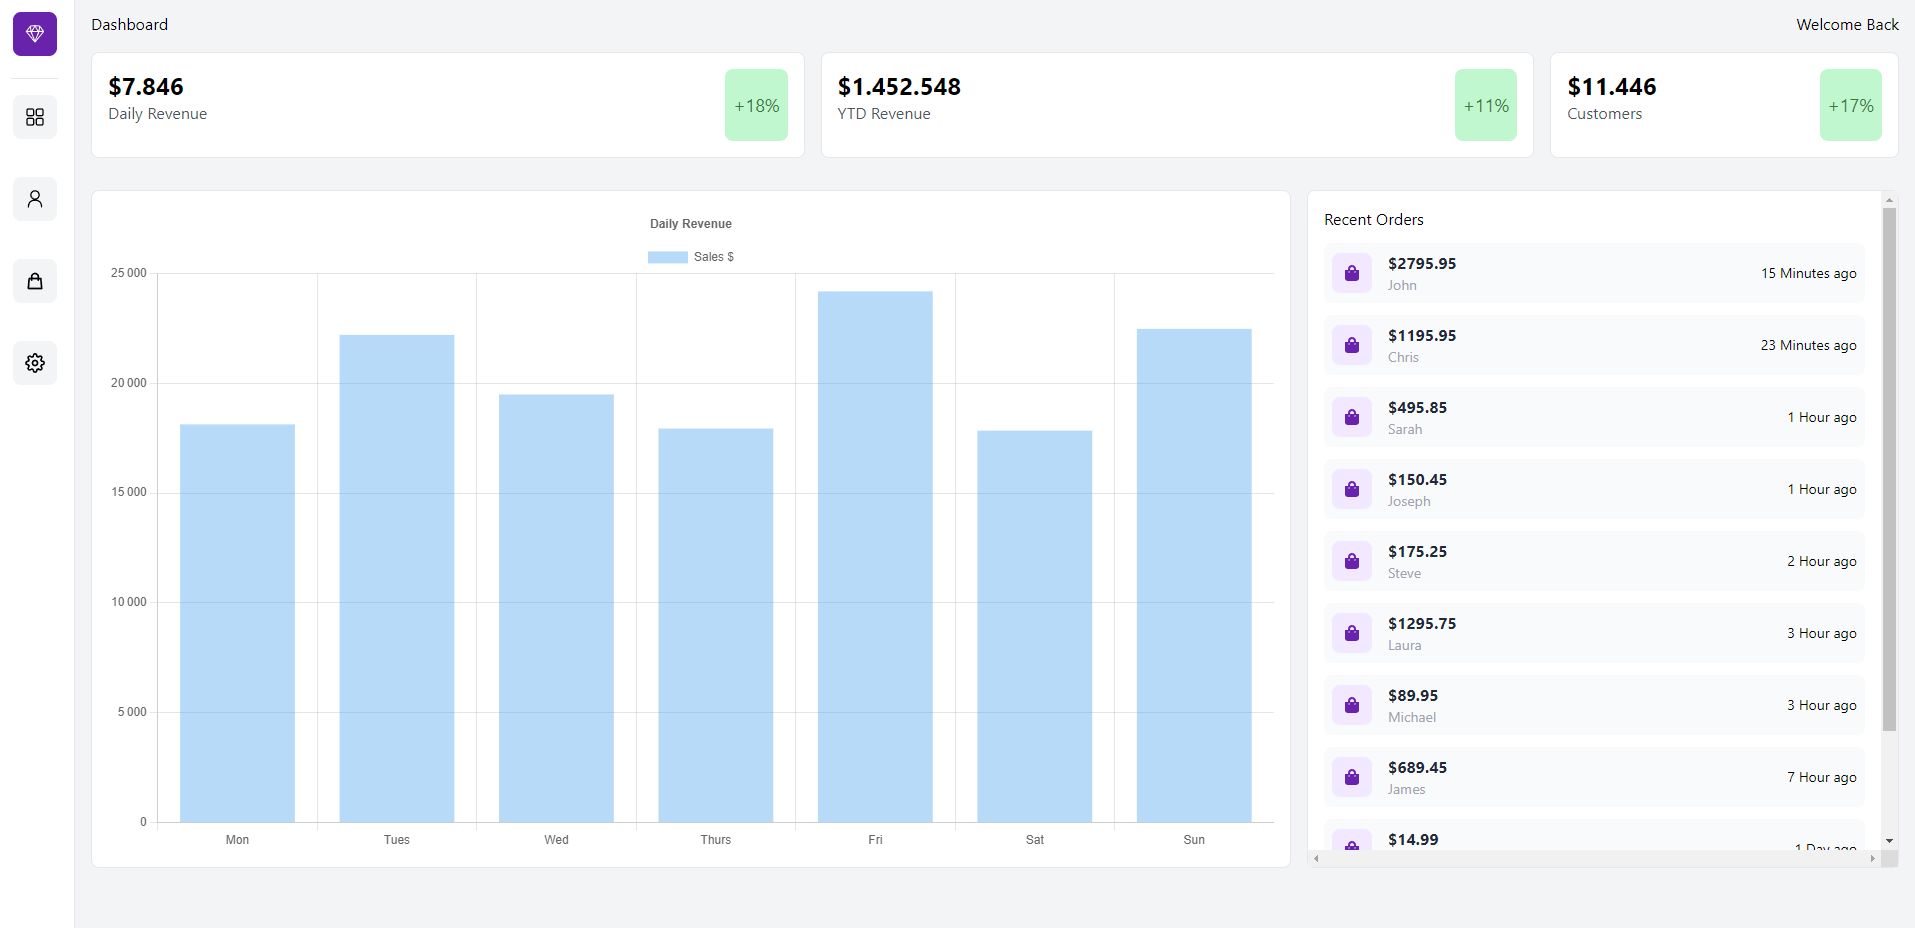 Dashboard
Welcome Back
$7.846
Daily Revenue
+18%
$1.452.548
YTD Revenue
+11%
$11.446
Customers
+17%
Daily Revenue
Sales $
25 000
20 000
15 000
10 000
5 000
0
Mon Tues Wed Thurs Fri Sat Sun
Recent Orders
$2795.95
John
15 Minutes ago
$1195.95
Chris
23 Minutes ago
$495.85
Sarah
1 Hour ago
$150.45
Joseph
1 Hour ago
$175.25
Steve
2 Hour ago
$1295.75
Laura
3 Hour ago
$89.95
Michael
3 Hour ago
$689.45
James
7 Hour ago
$14.99
1 Day ago